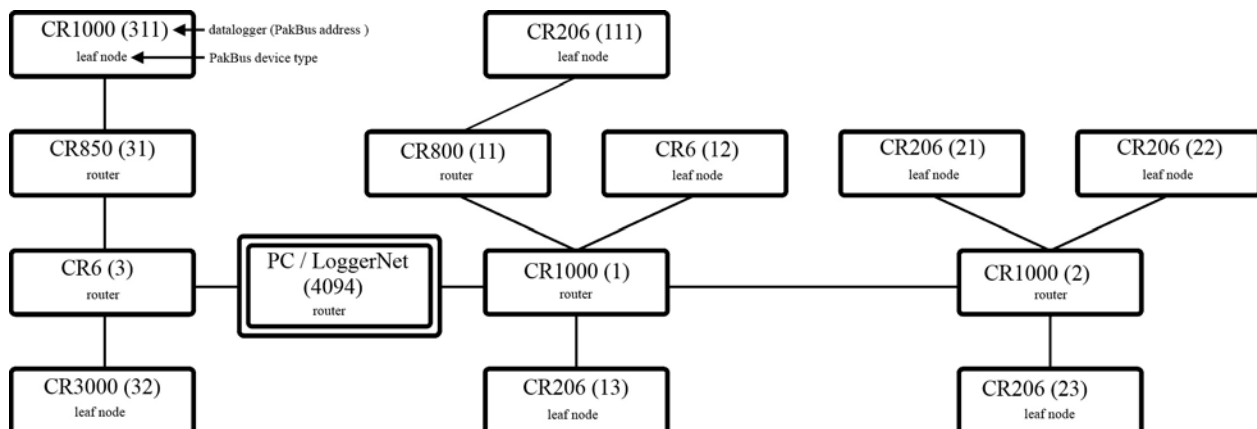 CR1000 (311)
leaf node
datalogger (PakBus address )
PakBus device type
CR206 (111)
leaf node
CR850 (31)
router
CR800 (11)
router
CR6 (12)
leaf node
CR206 (21)
leaf node
CR206 (22)
leaf node
CR6 (3)
router
PC / LoggerNet
(4094)
router
CR1000 (1)
router
CR1000 (2)
router
CR3000 (32)
leaf node
CR206 (13)
leaf node
CR206 (23)
leaf node